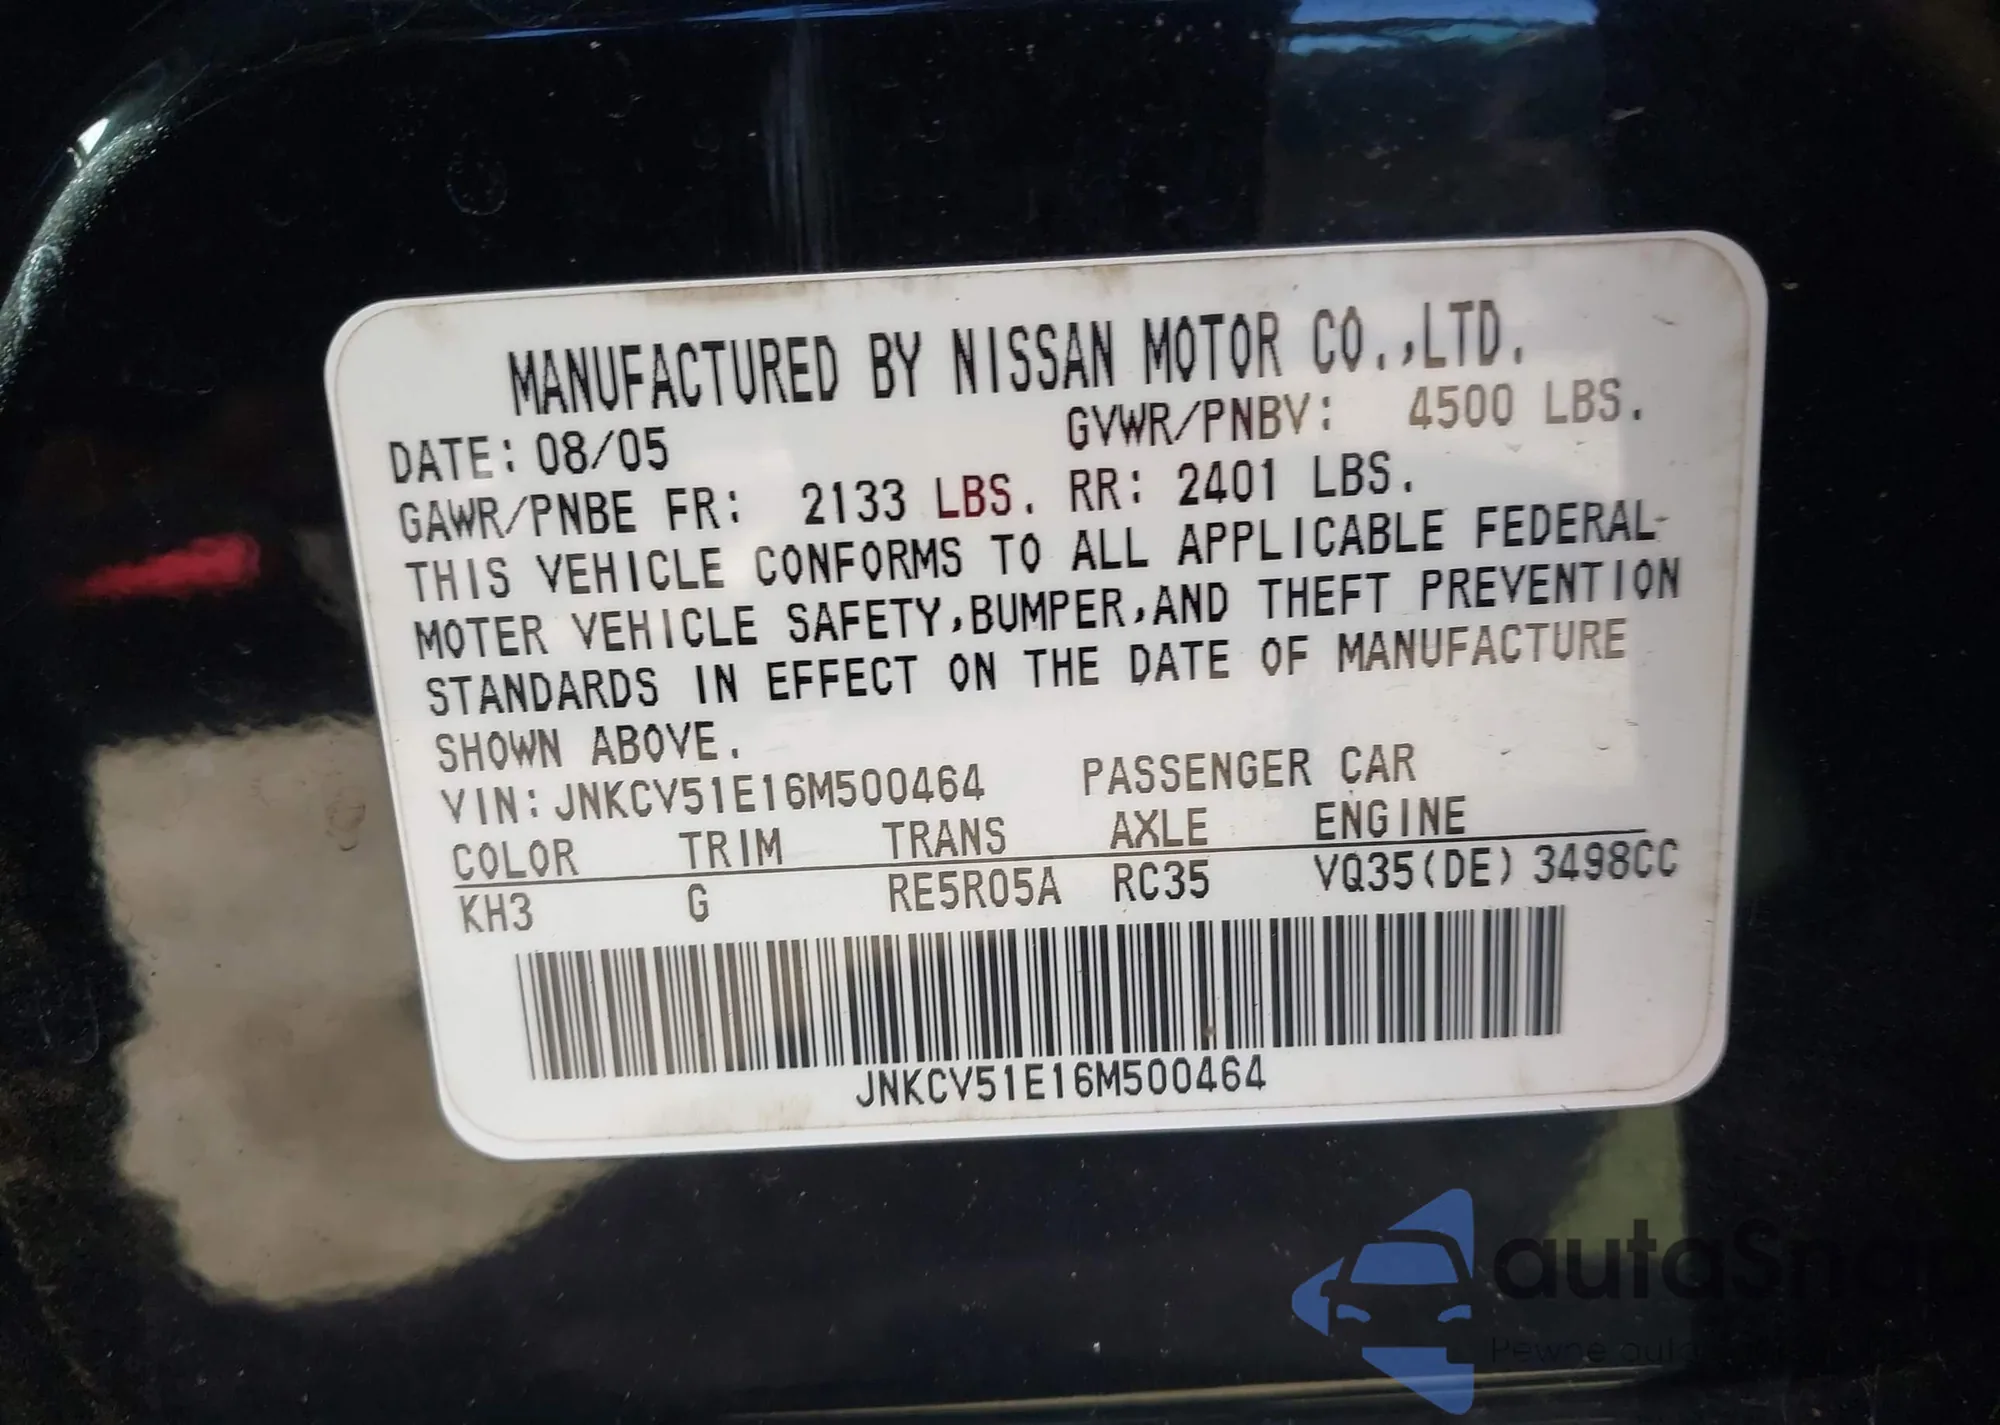 MANUFACTURED BY NISSAN MOTOR CO.,LTD.
DATE: 08/05 GVWR/PNBV: 4500 LBS.
GAWR/PNBE FR: 2133 LBS. RR: 2401 LBS.
THIS VEHICLE CONFORMS TO ALL APPLICABLE FEDERAL
MOTER VEHICLE SAFETY,BUMPER,AND THEFT PREVENTION
STANDARDS IN EFFECT ON THE DATE OF MANUFACTURE
SHOWN ABOVE.
VIN: JNKCV51E16M500464 PASSENGER CAR
COLOR TRIM TRANS AXLE ENGINE
KH3 G RE5R05A RC35 VQ35(DE) 3498CC
JNKCV51E16M500464
autaSnap
Pewne auta